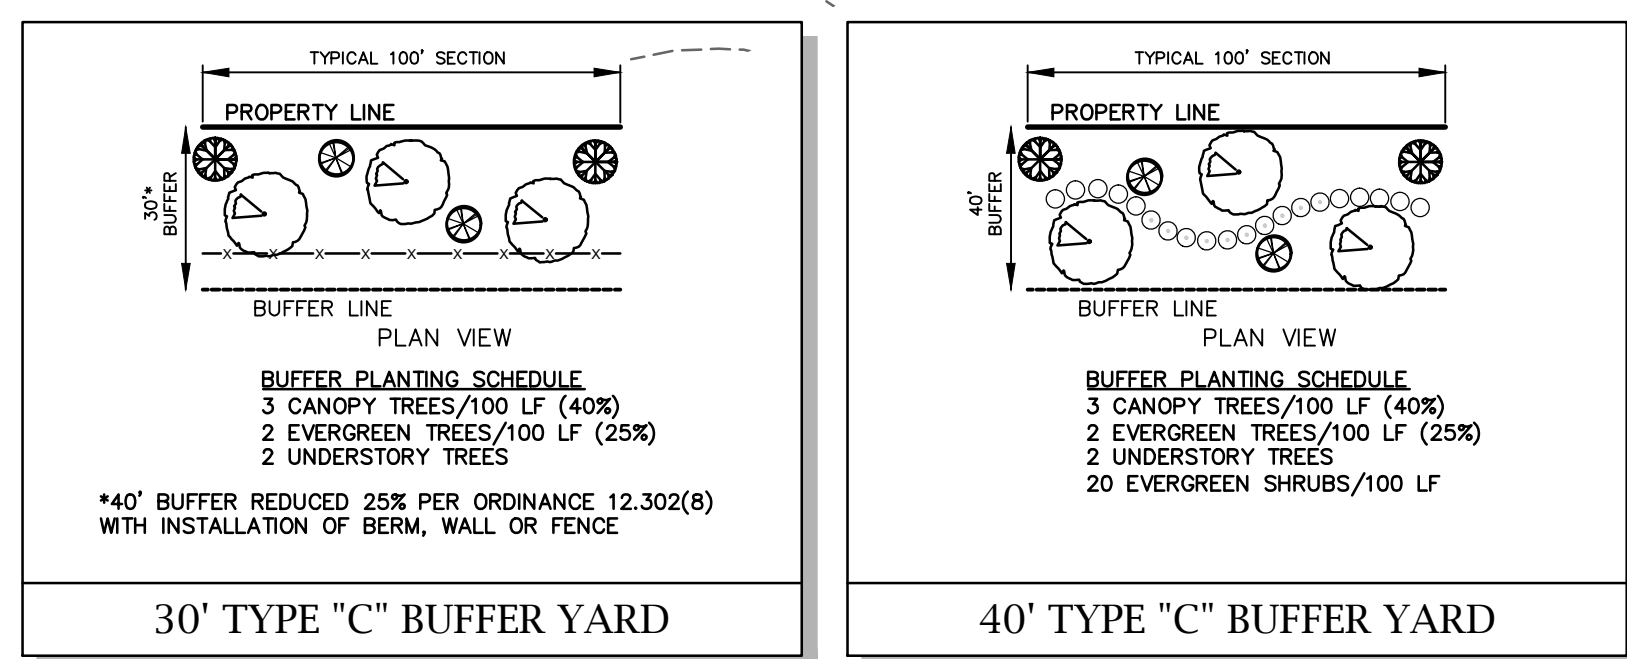 TYPICAL 100' SECTION
PROPERTY LINE
30'*
BUFFER
X X X X X X X X X
BUFFER LINE
PLAN VIEW
BUFFER PLANTING SCHEDULE
3 CANOPY TREES/100 LF (40%)
2 EVERGREEN TREES/100 LF (25%)
2 UNDERSTORY TREES
*40' BUFFER REDUCED 25% PER ORDINANCE 12.302(8)
WITH INSTALLATION OF BERM, WALL OR FENCE
30' TYPE "C" BUFFER YARD
TYPICAL 100' SECTION
PROPERTY LINE
40'
BUFFER
BUFFER LINE
PLAN VIEW
BUFFER PLANTING SCHEDULE
3 CANOPY TREES/100 LF (40%)
2 EVERGREEN TREES/100 LF (25%)
2 UNDERSTORY TREES
20 EVERGREEN SHRUBS/100 LF
40' TYPE "C" BUFFER YARD